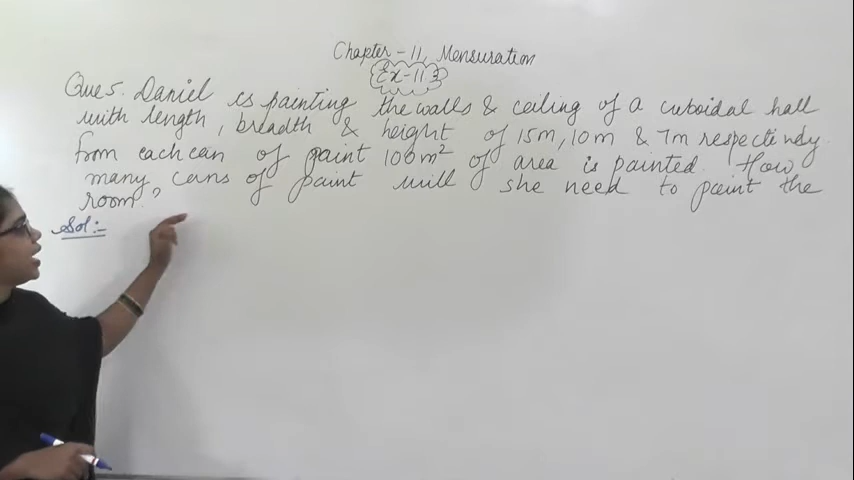 Chapter - 11, Mensuration
Ex-11.3
Ques. Daniel is painting the walls & ceiling of a cuboidal hall
with length, breadth & height of 15m, 10m & 7m respectively.
from each can of paint 100m² of area is painted. How
many cans of paint will she need to paint the
room.?
Sol:-